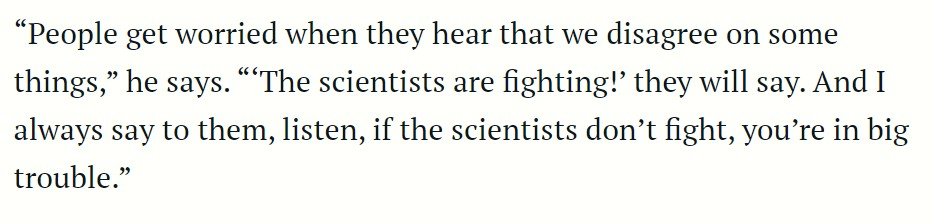 “People get worried when they hear that we disagree on some
things,” he says. “‘The scientists are fighting!’ they will say. And I
always say to them, listen, if the scientists don’t fight, you’re in big
trouble.”